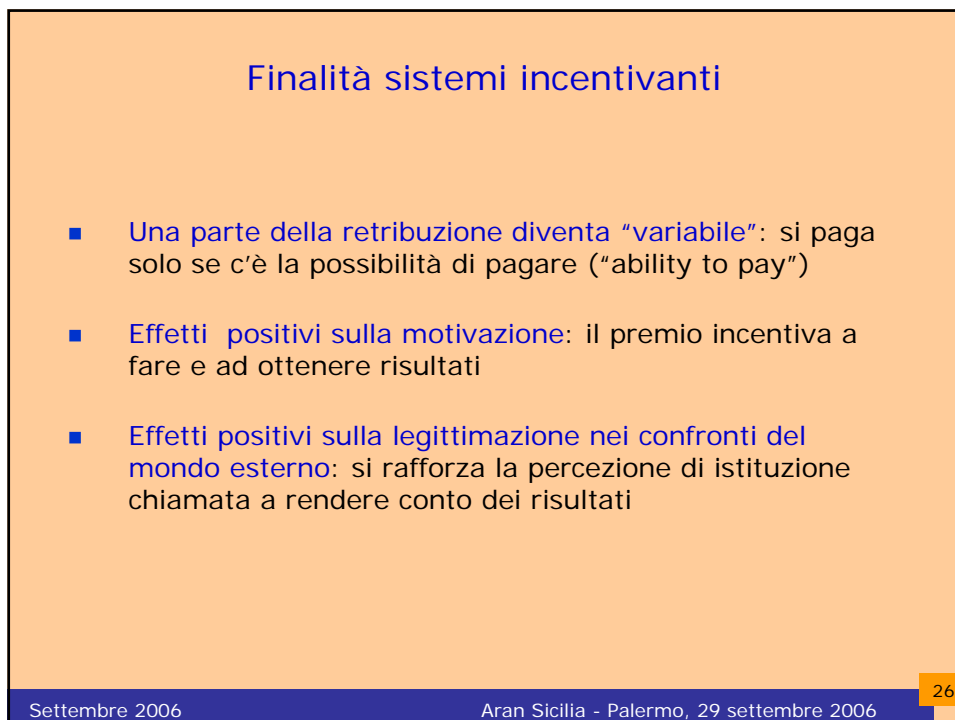 Finalità sistemi incentivanti
Una parte della retribuzione diventa “variabile”: si paga
solo se c’è la possibilità di pagare (“ability to pay”)
Effetti positivi sulla motivazione: il premio incentiva a
fare e ad ottenere risultati
Effetti positivi sulla legittimazione nei confronti del
mondo esterno: si rafforza la percezione di istituzione
chiamata a rendere conto dei risultati
26
Settembre 2006 Aran Sicilia - Palermo, 29 settembre 2006